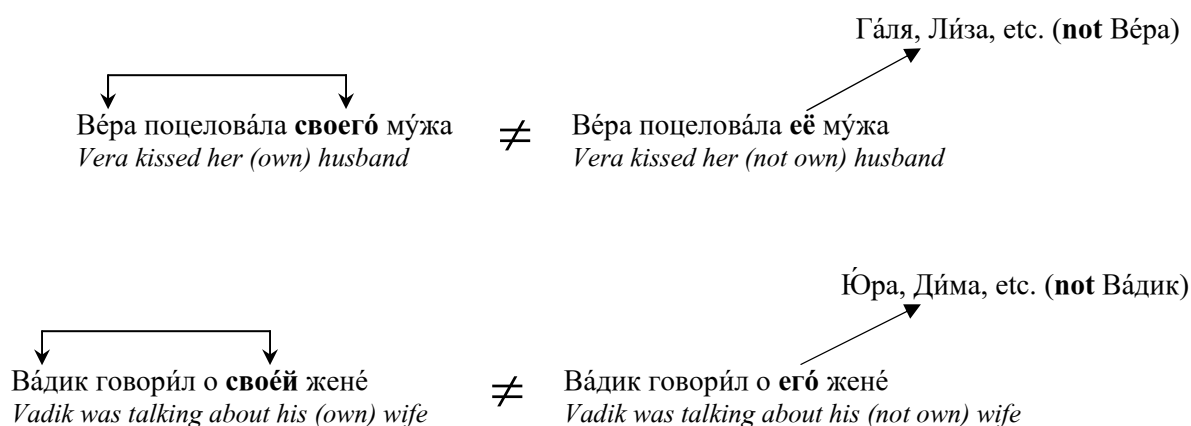 Га́ля, Ли́за, etc. (not Ве́ра)
Ве́ра поцелова́ла своего́ му́жа ≠ Ве́ра поцелова́ла её му́жа
Vera kissed her (own) husband Vera kissed her (not own) husband
Ю́ра, Ди́ма, etc. (not Ва́дик)
Ва́дик говори́л о свое́й жене́ ≠ Ва́дик говори́л о его́ жене́
Vadik was talking about his (own) wife Vadik was talking about his (not own) wife